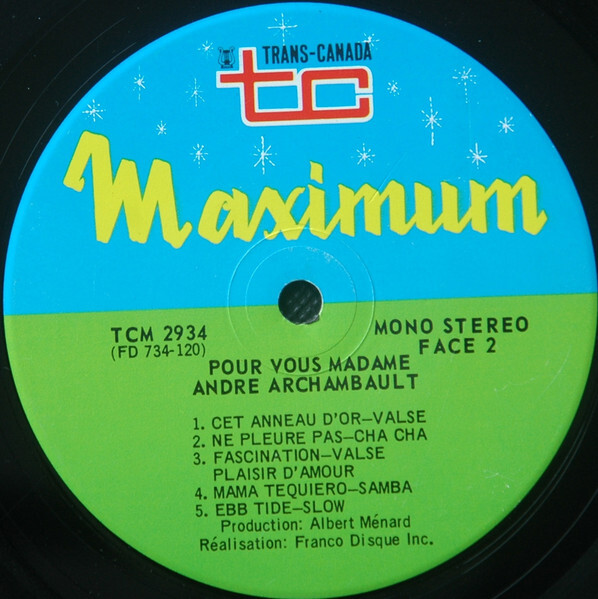 TRANS-CANADA
tc
Maximum
TCM 2934
(FD 734-120)
MONO STEREO
FACE 2
POUR VOUS MADAME
ANDRE ARCHAMBAULT
1. CET ANNEAU D'OR—VALSE
2. NE PLEURE PAS—CHA CHA
3. FASCINATION—VALSE
PLAISIR D'AMOUR
4. MAMA TEQUIERO—SAMBA
5. EBB TIDE—SLOW
Production: Albert Ménard
Réalisation: Franco Disque Inc.